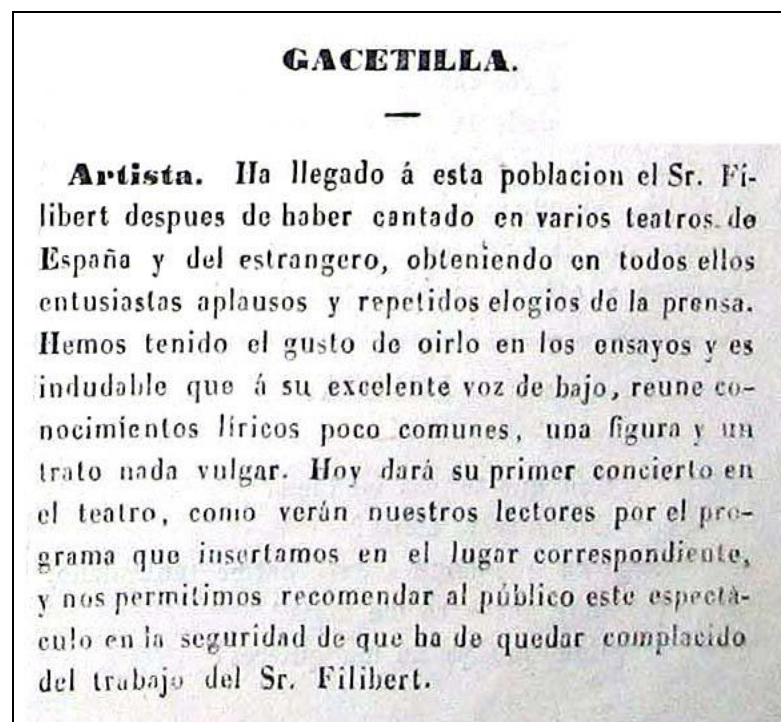 GACETILLA.
Artista. Ha llegado á esta poblacion el Sr. Fi-
libert despues de haber cantado en varios teatros de
España y del estrangero, obteniendo en todos ellos
entusiastas aplausos y repetidos elogios de la prensa.
Hemos tenido el gusto de oirlo en los ensayos y es
indudable que á su excelente voz de bajo, reune co-
nocimientos líricos poco comunes, una figura y un
trato nada vulgar. Hoy dará su primer concierto en
el teatro, como verán nuestros lectores por el pro-
grama que insertamos en el lugar correspondiente,
y nos permitimos recomendar al público este espectá-
culo en la seguridad de que ha de quedar complacido
del trabajo del Sr. Filibert.